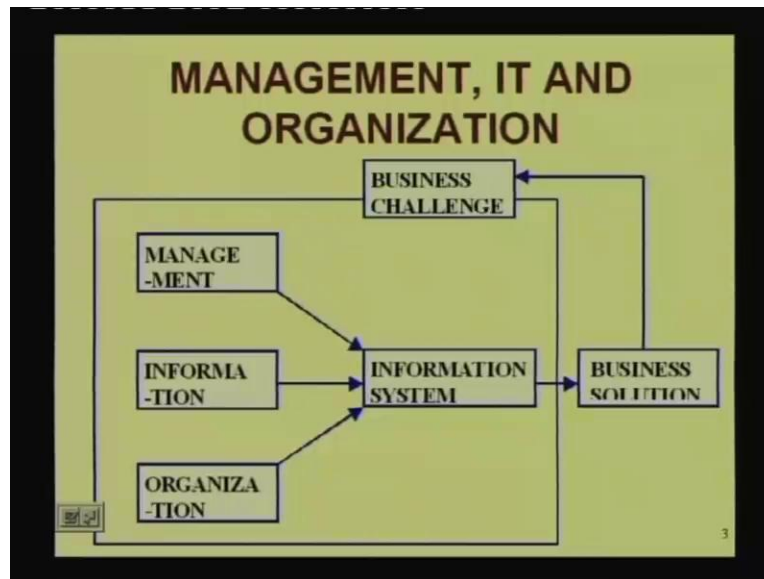 MANAGEMENT, IT AND
ORGANIZATION
BUSINESS
CHALLENGE
MANAGE
-MENT
INFORMA
-TION
INFORMATION
SYSTEM
BUSINESS
SOLUTION
ORGANIZA
-TION
3